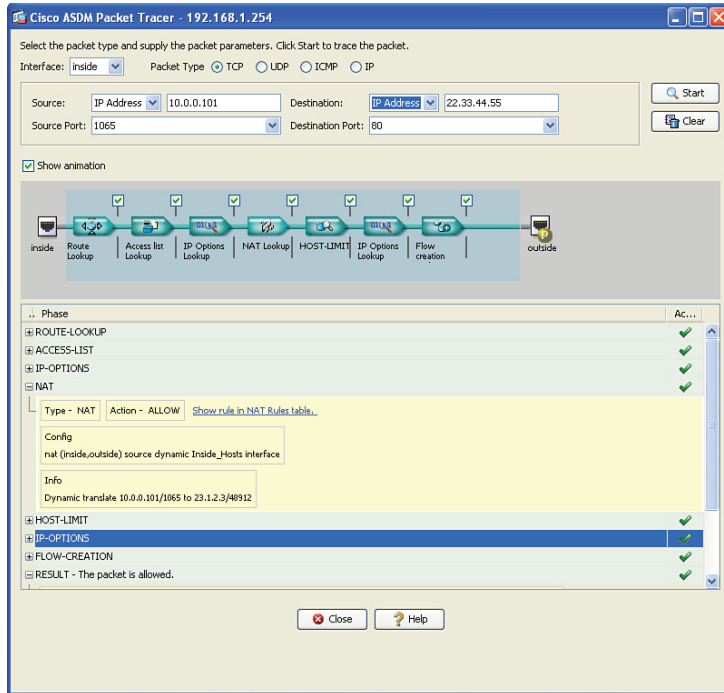 Cisco ASDM Packet Tracer - 192.168.1.254
Select the packet type and supply the packet parameters. Click Start to trace the packet.
Interface: inside Packet Type TCP UDP ICMP IP
Source: IP Address 10.0.0.101 Destination: IP Address 22.33.44.55
Source Port: 1065 Destination Port: 80
Start
Clear
Show animation
inside
Route Lookup
Access list Lookup
IP Options Lookup
NAT Lookup
HOST-LIMIT
IP Options Lookup
Flow creation
outside
.. Phase Ac...
ROUTE-LOOKUP
ACCESS-LIST
IP-OPTIONS
NAT
Type - NAT Action - ALLOW Show rule in NAT Rules table.
Config
nat (inside,outside) source dynamic Inside_Hosts interface
Info
Dynamic translate 10.0.0.101/1065 to 23.1.2.3/48912
HOST-LIMIT
IP-OPTIONS
FLOW-CREATION
RESULT - The packet is allowed.
Close Help